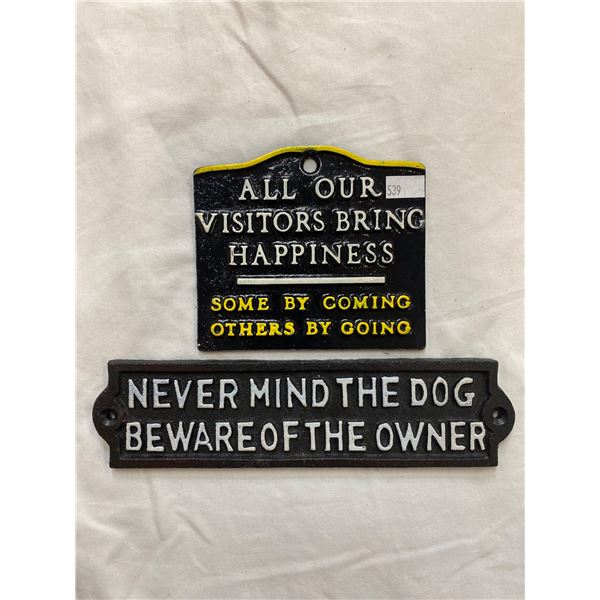 ALL OUR
539
VISITORS BRING
HAPPINESS
SOME BY COMING
OTHERS BY GOING
NEVER MIND THE DOG
BEWARE OF THE OWNER